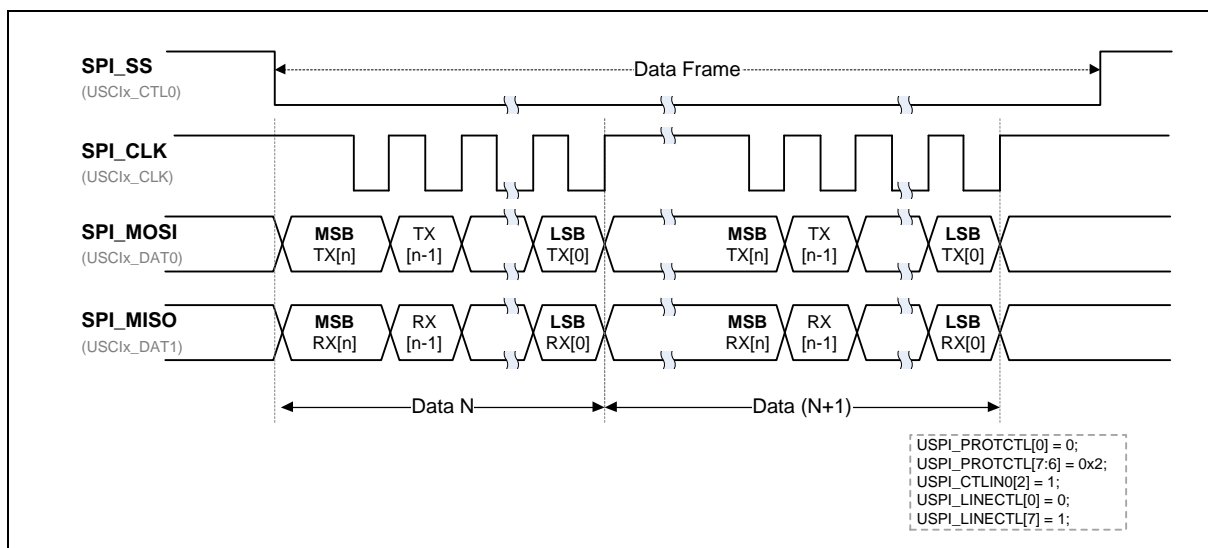 SPI_SS
(USCIx_CTL0)
Data Frame
SPI_CLK
(USCIx_CLK)
SPI_MOSI
(USCIx_DAT0)
MSB TX LSB MSB TX LSB
TX[n] [n-1] TX[0] TX[n] [n-1] TX[0]
SPI_MISO
(USCIx_DAT1)
MSB RX LSB MSB RX LSB
RX[n] [n-1] RX[0] RX[n] [n-1] RX[0]
Data N Data (N+1)
USPI_PROTCTL[0] = 0;
USPI_PROTCTL[7:6] = 0x2;
USPI_CTLIN0[2] = 1;
USPI_LINECTL[0] = 0;
USPI_LINECTL[7] = 1;